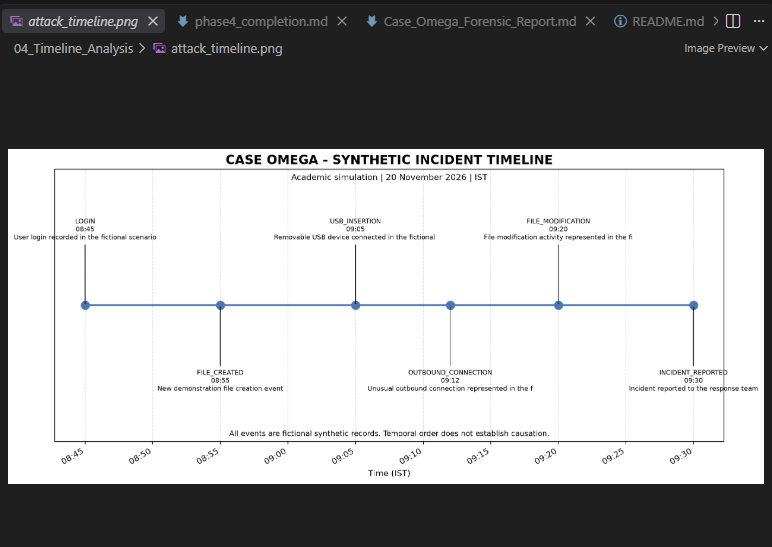 attack_timeline.png
phase4_completion.md
Case_Omega_Forensic_Report.md
README.md
04_Timeline_Analysis > attack_timeline.png
Image Preview
CASE OMEGA - SYNTHETIC INCIDENT TIMELINE
Academic simulation | 20 November 2026 | IST
LOGIN
08:45
User login recorded in the fictional scenario
USB_INSERTION
09:05
Removable USB device connected in the fictional
FILE_MODIFICATION
09:20
File modification activity represented in the fi
FILE_CREATED
08:55
New demonstration file creation event
OUTBOUND_CONNECTION
09:12
Unusual outbound connection represented in the f
INCIDENT_REPORTED
09:30
Incident reported to the response team
All events are fictional synthetic records. Temporal order does not establish causation.
08:45
08:50
08:55
09:00
09:05
09:10
09:15
09:20
09:25
09:30
Time (IST)